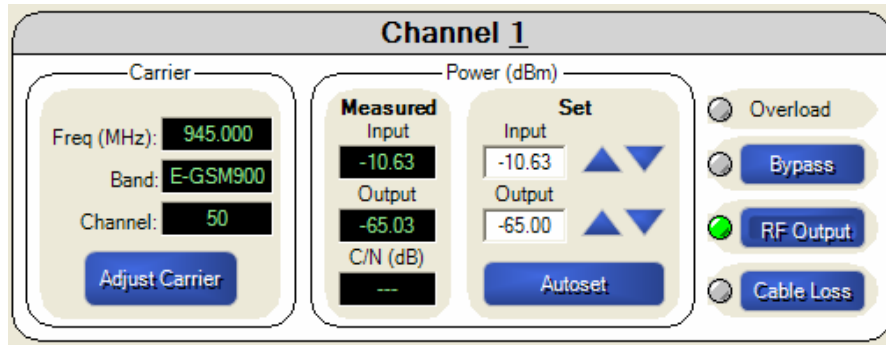 Channel 1
Carrier
Freq (MHz): 945.000
Band: E-GSM900
Channel: 50
Adjust Carrier
Power (dBm)
Measured
Input
-10.63
Output
-65.03
C/N (dB)
---
Set
Input
-10.63
Output
-65.00
Autoset
Overload
Bypass
RF Output
Cable Loss